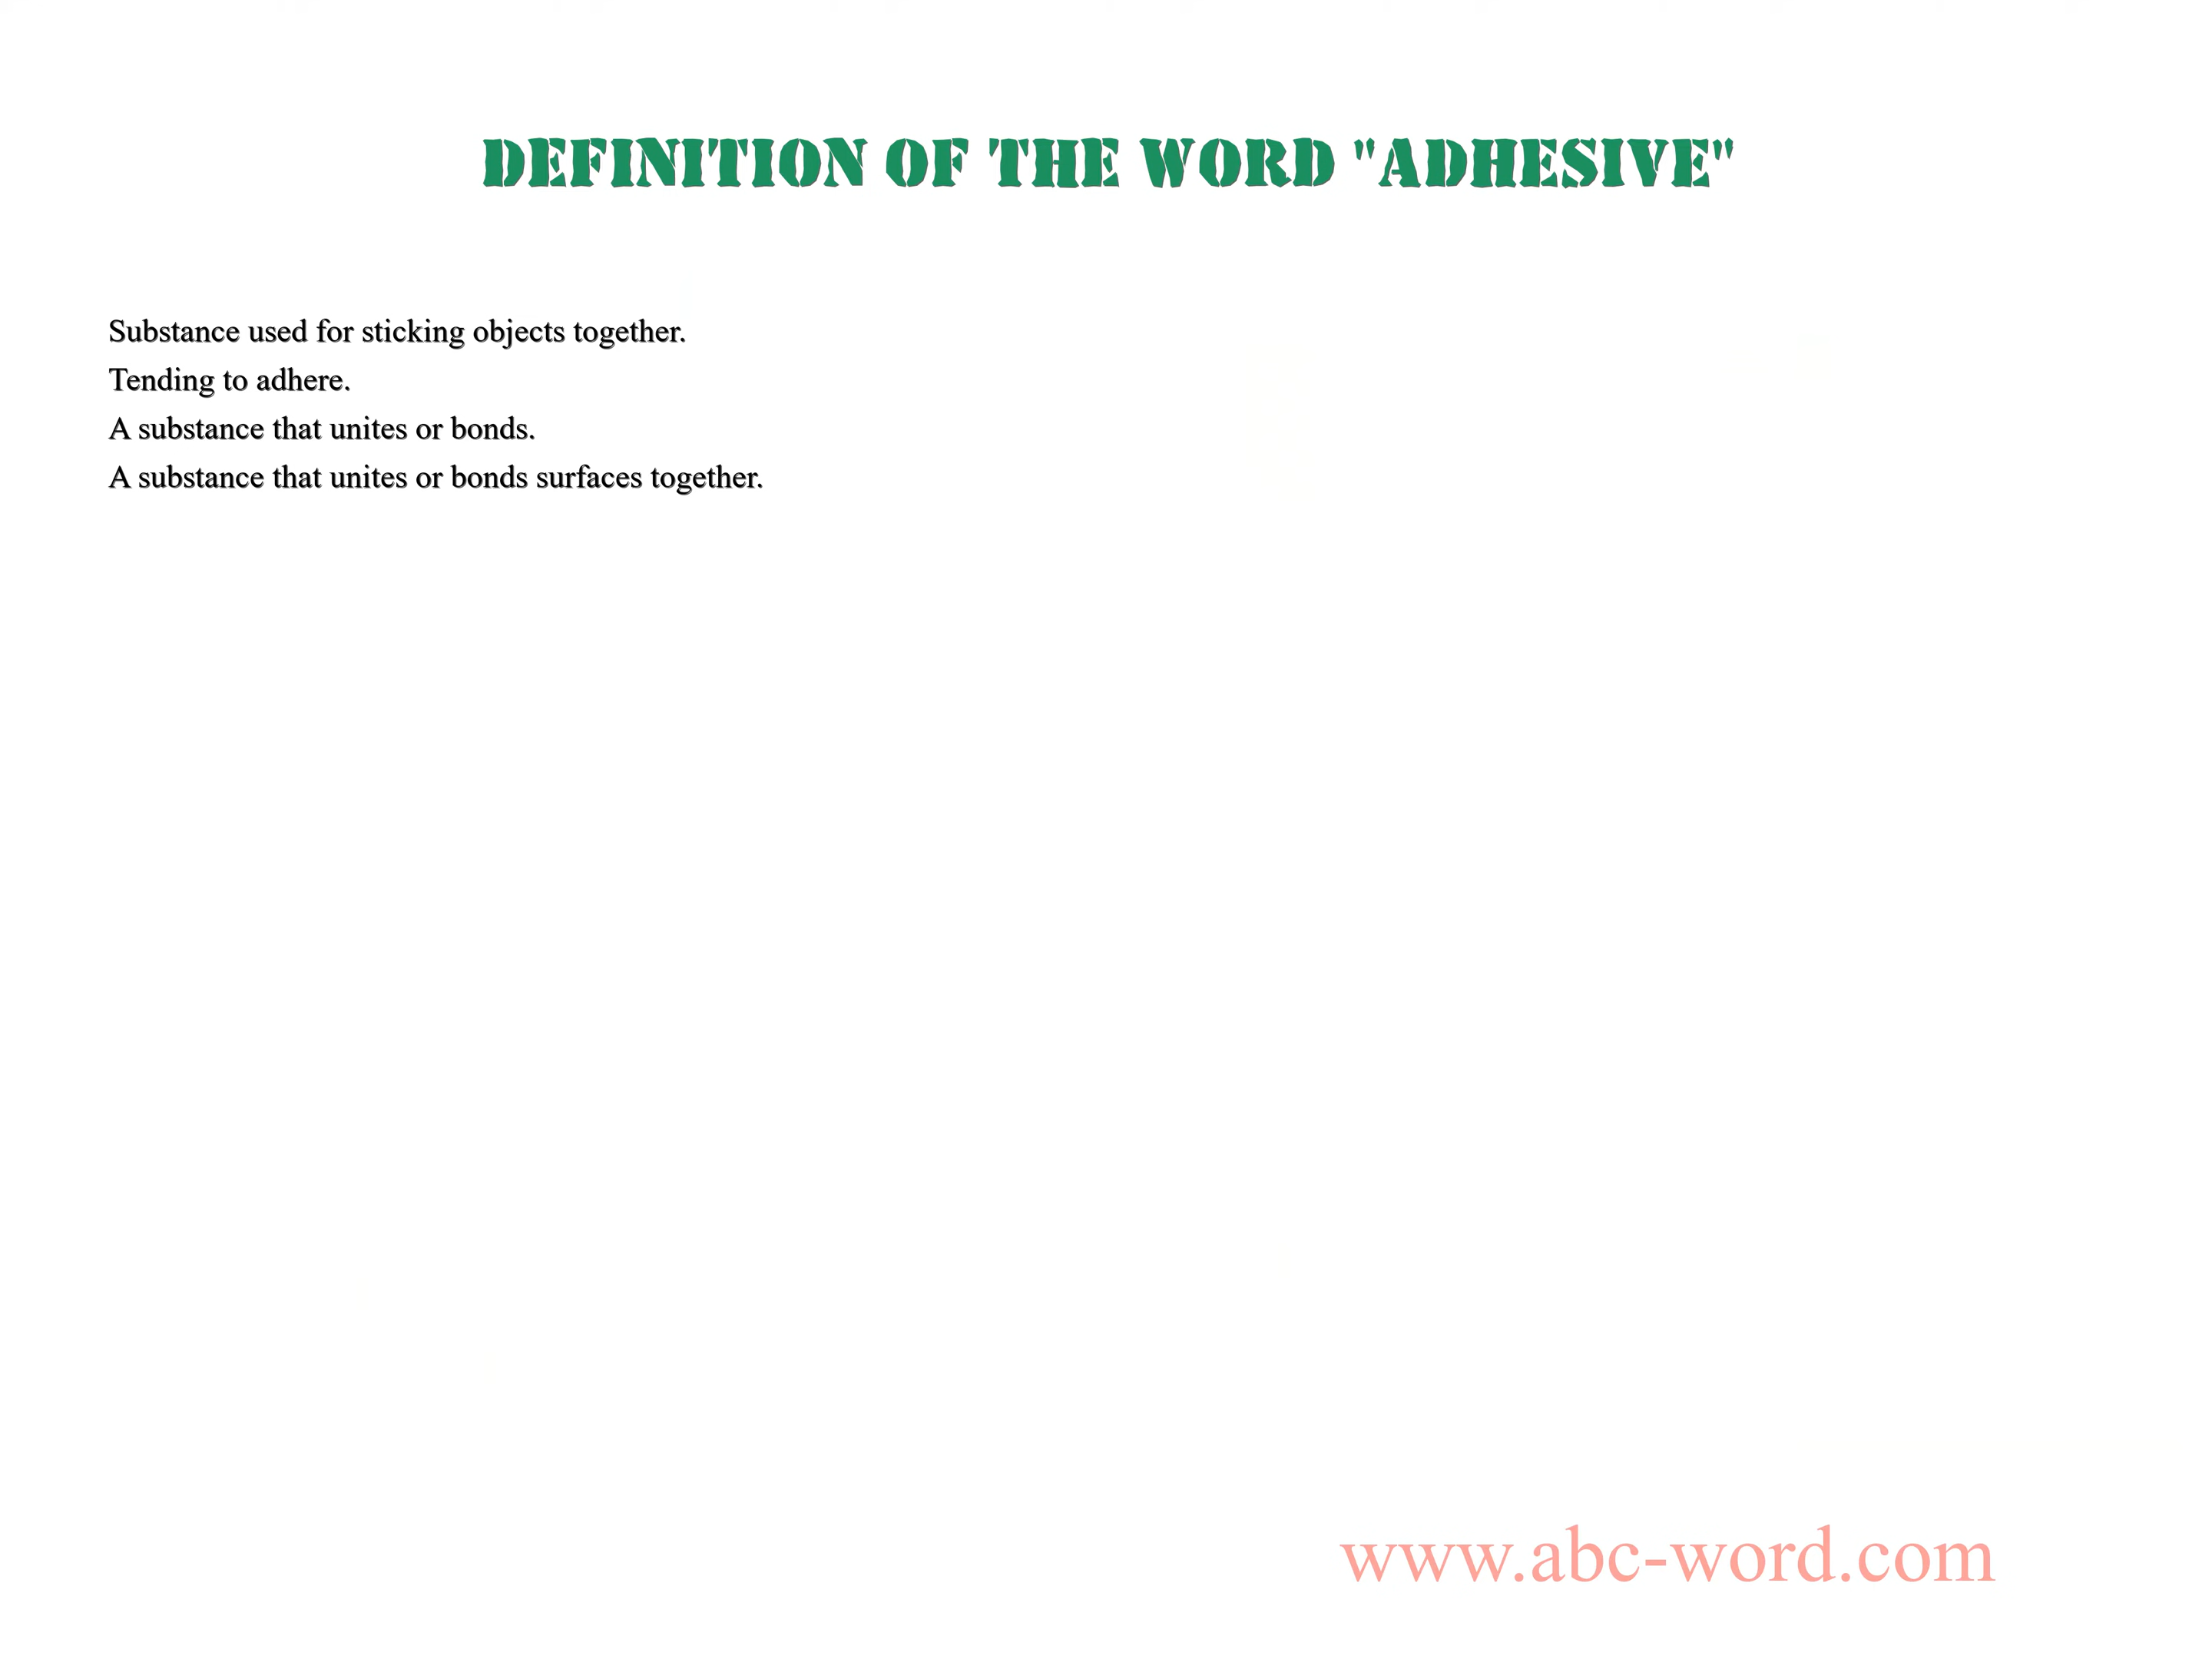 DEFINITION OF THE WORD "ADHESIVE"
Substance used for sticking objects together.
Tending to adhere.
A substance that unites or bonds.
A substance that unites or bonds surfaces together.
www.abc-word.com